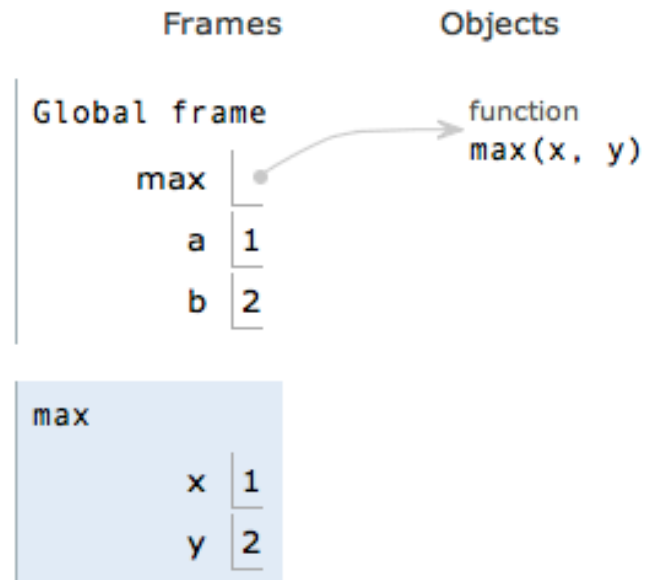 Frames Objects
Global frame function
max max(x, y)
a 1
b 2
max
x 1
y 2